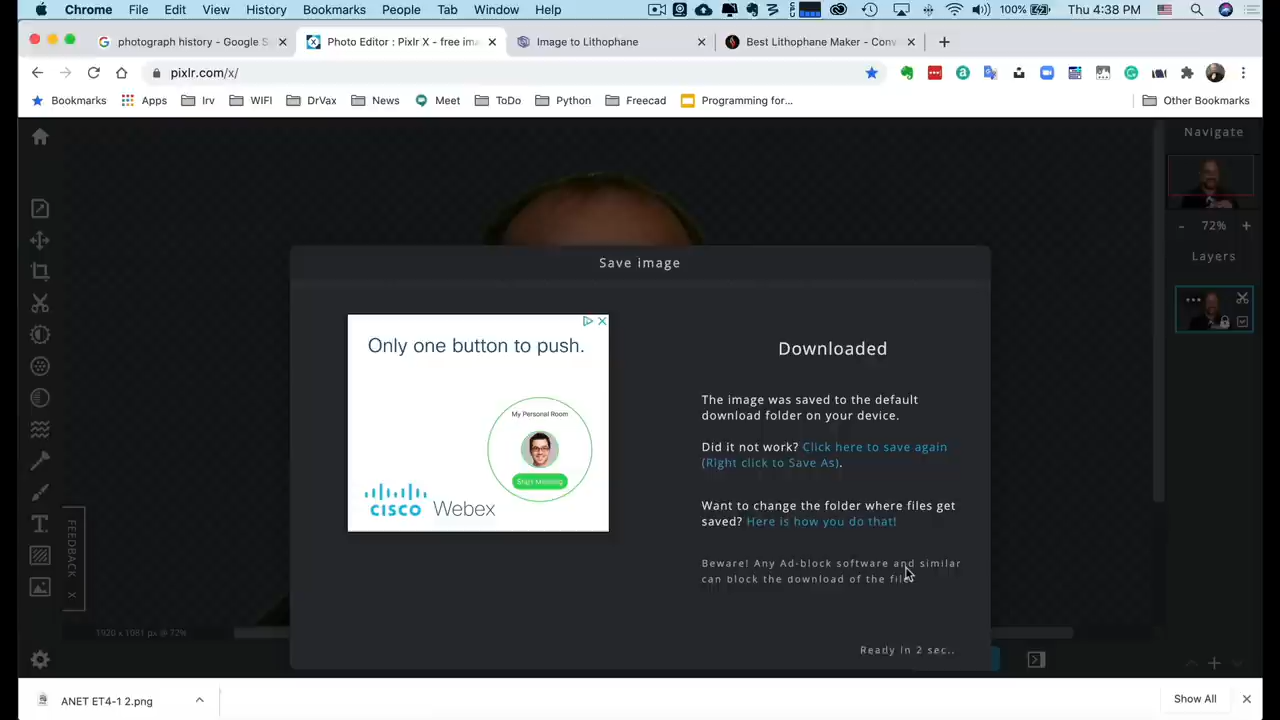 Chrome File Edit View History Bookmarks People Tab Window Help 100% Thu 4:38 PM
photograph history - Google S
Photo Editor : Pixlr X - free ima
Image to Lithophane
Best Lithophane Maker - Conv
pixlr.com/x/
Bookmarks Apps Irv WIFI DrVax News Meet ToDo Python Freecad Programming for... Other Bookmarks
Navigate
72%
Layers
Save image
Only one button to push.
My Personal Room
Start Meeting
CISCO Webex
Downloaded
The image was saved to the default
download folder on your device.
Did it not work? Click here to save again
(Right click to Save As).
Want to change the folder where files get
saved? Here is how you do that!
Beware! Any Ad-block software and similar
can block the download of the file
Ready in 2 sec..
FEEDBACK X
1920 x 1081 px @ 72%
ANET ET4-1 2.png
Show All